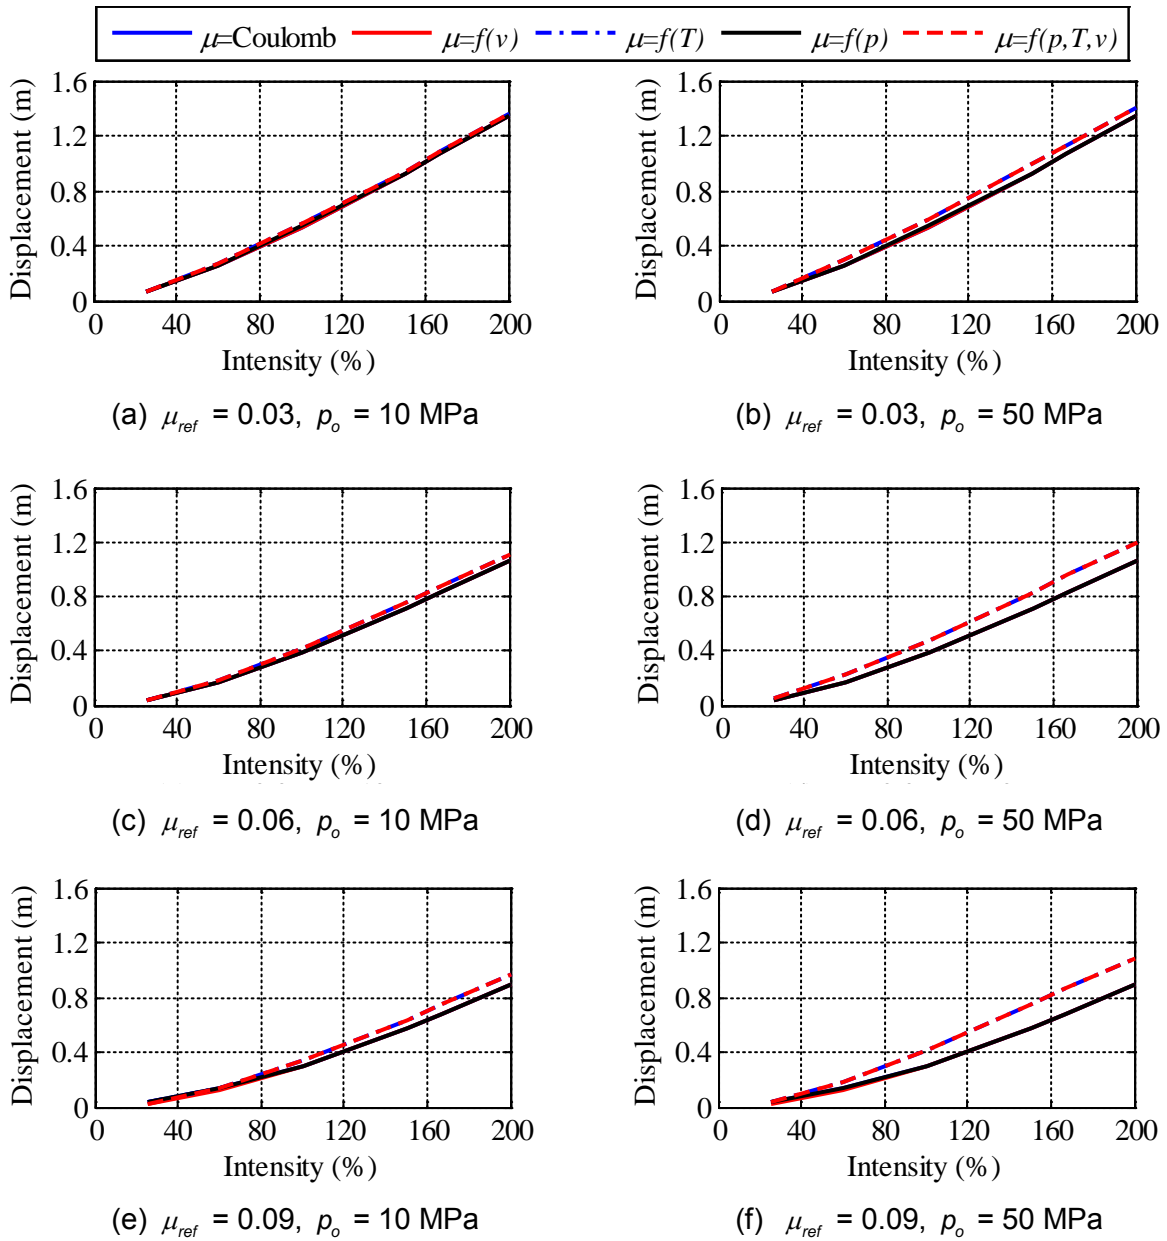 μ=Coulomb μ=f(v) μ=f(T) μ=f(p) μ=f(p,T,v)
Displacement (m)
1.6
1.2
0.8
0.4
0
0 40 80 120 160 200
Intensity (%)
(a) μref = 0.03, po = 10 MPa
Displacement (m)
1.6
1.2
0.8
0.4
0
0 40 80 120 160 200
Intensity (%)
(b) μref = 0.03, po = 50 MPa
Displacement (m)
1.6
1.2
0.8
0.4
0
0 40 80 120 160 200
Intensity (%)
(c) μref = 0.06, po = 10 MPa
Displacement (m)
1.6
1.2
0.8
0.4
0
0 40 80 120 160 200
Intensity (%)
(d) μref = 0.06, po = 50 MPa
Displacement (m)
1.6
1.2
0.8
0.4
0
0 40 80 120 160 200
Intensity (%)
(e) μref = 0.09, po = 10 MPa
Displacement (m)
1.6
1.2
0.8
0.4
0
0 40 80 120 160 200
Intensity (%)
(f) μref = 0.09, po = 50 MPa